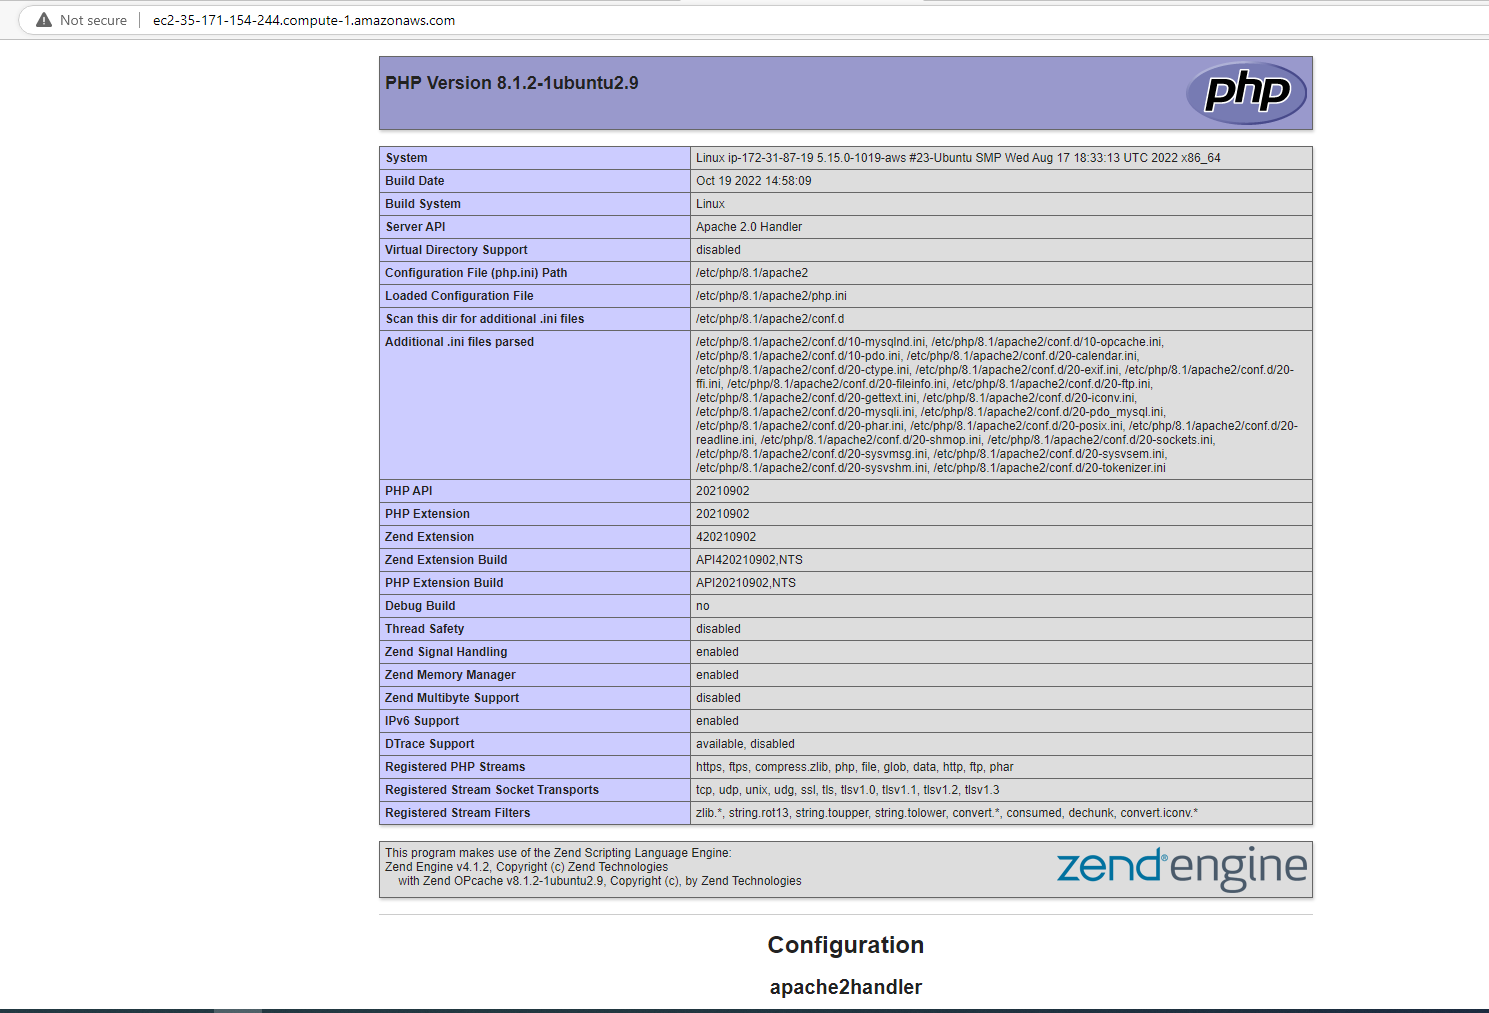 Not secure | ec2-35-171-154-244.compute-1.amazonaws.com
PHP Version 8.1.2-1ubuntu2.9
php
System Linux ip-172-31-87-19 5.15.0-1019-aws #23-Ubuntu SMP Wed Aug 17 18:33:13 UTC 2022 x86_64
Build Date Oct 19 2022 14:58:09
Build System Linux
Server API Apache 2.0 Handler
Virtual Directory Support disabled
Configuration File (php.ini) Path /etc/php/8.1/apache2
Loaded Configuration File /etc/php/8.1/apache2/php.ini
Scan this dir for additional .ini files /etc/php/8.1/apache2/conf.d
Additional .ini files parsed /etc/php/8.1/apache2/conf.d/10-mysqlnd.ini, /etc/php/8.1/apache2/conf.d/10-opcache.ini,
/etc/php/8.1/apache2/conf.d/10-pdo.ini, /etc/php/8.1/apache2/conf.d/20-calendar.ini,
/etc/php/8.1/apache2/conf.d/20-ctype.ini, /etc/php/8.1/apache2/conf.d/20-exif.ini, /etc/php/8.1/apache2/conf.d/20-
ffi.ini, /etc/php/8.1/apache2/conf.d/20-fileinfo.ini, /etc/php/8.1/apache2/conf.d/20-ftp.ini,
/etc/php/8.1/apache2/conf.d/20-gettext.ini, /etc/php/8.1/apache2/conf.d/20-iconv.ini,
/etc/php/8.1/apache2/conf.d/20-mysqli.ini, /etc/php/8.1/apache2/conf.d/20-pdo_mysql.ini,
/etc/php/8.1/apache2/conf.d/20-phar.ini, /etc/php/8.1/apache2/conf.d/20-posix.ini, /etc/php/8.1/apache2/conf.d/20-
readline.ini, /etc/php/8.1/apache2/conf.d/20-shmop.ini, /etc/php/8.1/apache2/conf.d/20-sockets.ini,
/etc/php/8.1/apache2/conf.d/20-sysvmsg.ini, /etc/php/8.1/apache2/conf.d/20-sysvsem.ini,
/etc/php/8.1/apache2/conf.d/20-sysvshm.ini, /etc/php/8.1/apache2/conf.d/20-tokenizer.ini
PHP API 20210902
PHP Extension 20210902
Zend Extension 420210902
Zend Extension Build API420210902,NTS
PHP Extension Build API20210902,NTS
Debug Build no
Thread Safety disabled
Zend Signal Handling enabled
Zend Memory Manager enabled
Zend Multibyte Support disabled
IPv6 Support enabled
DTrace Support available, disabled
Registered PHP Streams https, ftps, compress.zlib, php, file, glob, data, http, ftp, phar
Registered Stream Socket Transports tcp, udp, unix, udg, ssl, tls, tlsv1.0, tlsv1.1, tlsv1.2, tlsv1.3
Registered Stream Filters zlib.*, string.rot13, string.toupper, string.tolower, convert.*, consumed, dechunk, convert.iconv.*
This program makes use of the Zend Scripting Language Engine:
Zend Engine v4.1.2, Copyright (c) Zend Technologies
with Zend OPcache v8.1.2-1ubuntu2.9, Copyright (c), by Zend Technologies
zend® engine
Configuration
apache2handler